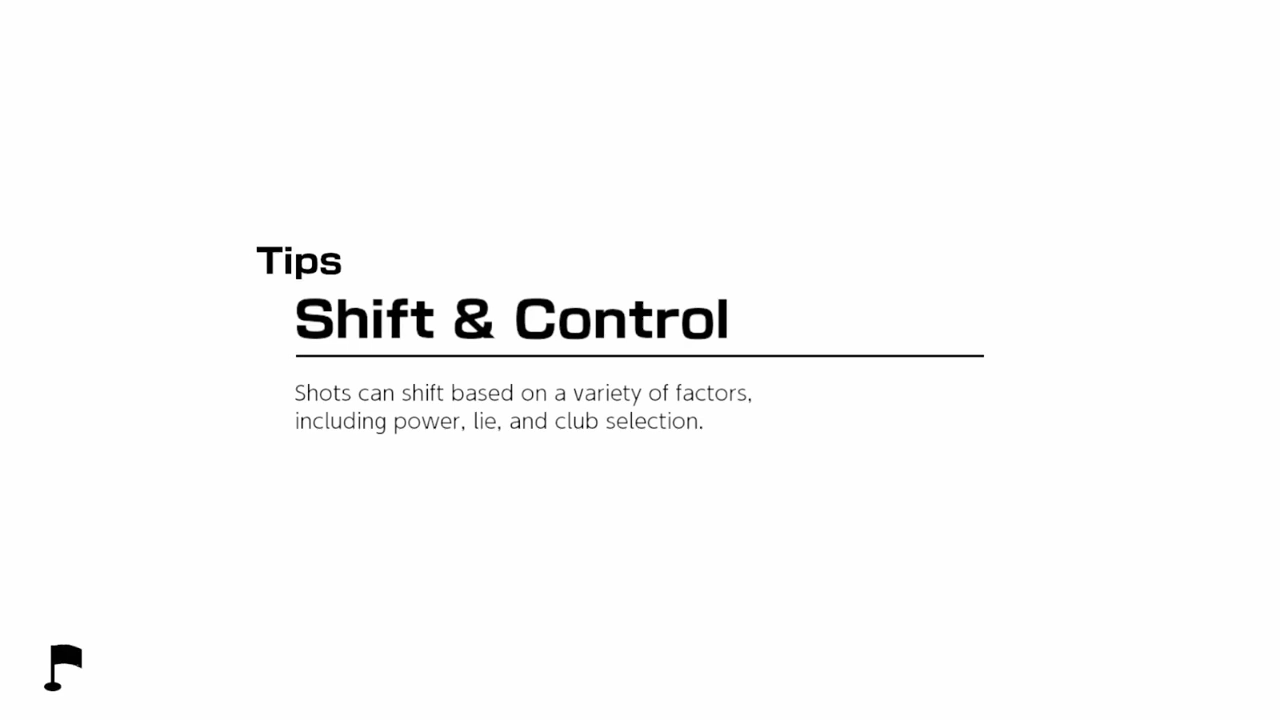 Tips
Shift & Control
Shots can shift based on a variety of factors,
including power, lie, and club selection.